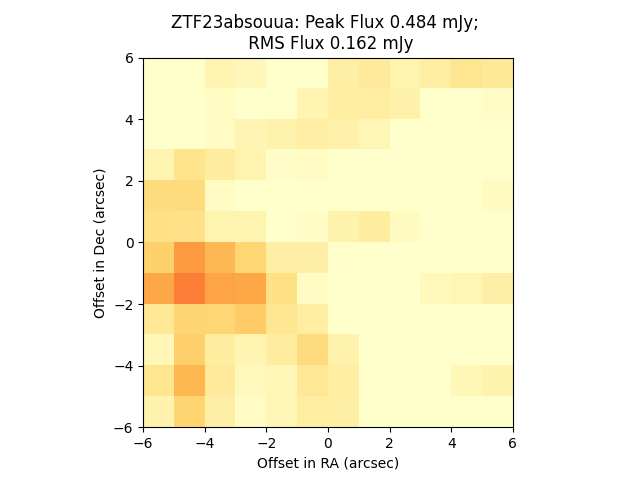 ZTF23absouua: Peak Flux 0.484 mJy;
RMS Flux 0.162 mJy
6
4
2
0
−2
−4
−6
Offset in Dec (arcsec)
−6 −4 −2 0 2 4 6
Offset in RA (arcsec)